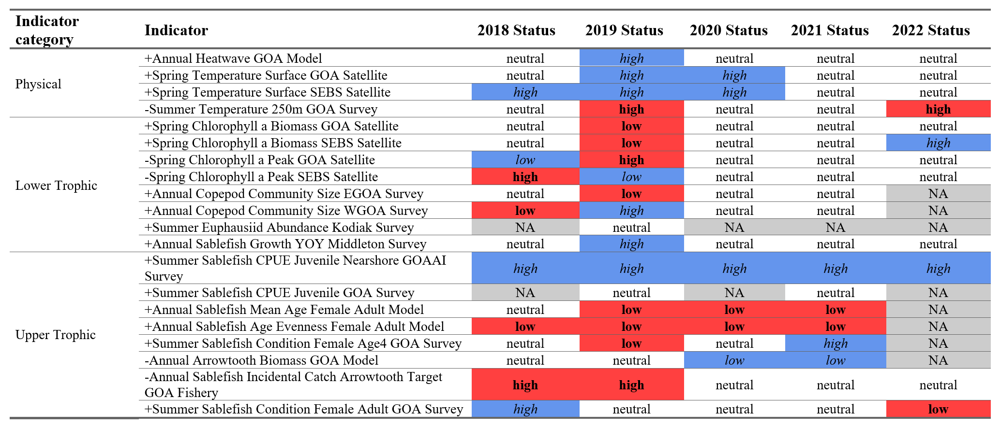 Indicator category | Indicator | 2018 Status | 2019 Status | 2020 Status | 2021 Status | 2022 Status
Physical | +Annual Heatwave GOA Model | neutral | high | neutral | neutral | neutral
+Spring Temperature Surface GOA Satellite | neutral | high | high | neutral | neutral
+Spring Temperature Surface SEBS Satellite | high | high | high | neutral | neutral
-Summer Temperature 250m GOA Survey | neutral | high | neutral | neutral | high
Lower Trophic | +Spring Chlorophyll a Biomass GOA Satellite | neutral | low | neutral | neutral | neutral
+Spring Chlorophyll a Biomass SEBS Satellite | neutral | low | neutral | neutral | high
-Spring Chlorophyll a Peak GOA Satellite | low | high | neutral | neutral | neutral
-Spring Chlorophyll a Peak SEBS Satellite | high | low | neutral | neutral | neutral
+Annual Copepod Community Size EGOA Survey | neutral | low | neutral | neutral | NA
+Annual Copepod Community Size WGOA Survey | low | high | neutral | neutral | NA
+Summer Euphausiid Abundance Kodiak Survey | NA | neutral | NA | NA | NA
+Annual Sablefish Growth YOY Middleton Survey | neutral | high | neutral | neutral | neutral
Upper Trophic | +Summer Sablefish CPUE Juvenile Nearshore GOAAI Survey | high | high | high | high | high
+Summer Sablefish CPUE Juvenile GOA Survey | NA | neutral | NA | neutral | NA
+Annual Sablefish Mean Age Female Adult Model | neutral | low | low | low | NA
+Annual Sablefish Age Evenness Female Adult Model | low | low | low | low | NA
+Summer Sablefish Condition Female Age4 GOA Survey | neutral | low | neutral | high | NA
-Annual Arrowtooth Biomass GOA Model | neutral | neutral | low | low | NA
-Annual Sablefish Incidental Catch Arrowtooth Target GOA Fishery | high | high | neutral | neutral | neutral
+Summer Sablefish Condition Female Adult GOA Survey | high | neutral | neutral | neutral | low